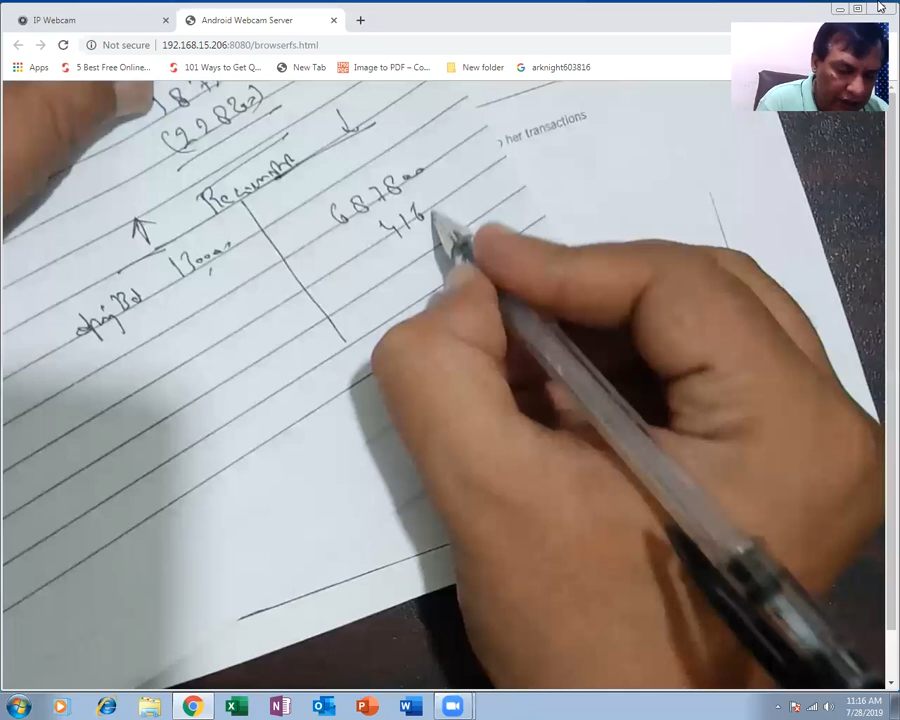 IP Webcam
Android Webcam Server
Not secure | 192.168.15.206:8080/browserfs.html
Apps
5 Best Free Online...
101 Ways to Get Q...
New Tab
Image to PDF – Co...
New folder
arknight603816
her transactions
(22832)
687800
416
13000
11:16 AM
7/28/2019